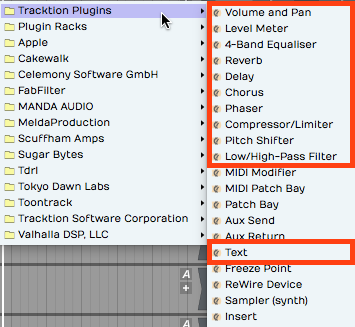 Tracktion Plugins
Plugin Racks
Apple
Cakewalk
Celemony Software GmbH
FabFilter
MANDA AUDIO
MeldaProduction
Scuffham Amps
Sugar Bytes
Tdrl
Tokyo Dawn Labs
Toontrack
Tracktion Software Corporation
Valhalla DSP, LLC
Volume and Pan
Level Meter
4-Band Equaliser
Reverb
Delay
Chorus
Phaser
Compressor/Limiter
Pitch Shifter
Low/High-Pass Filter
MIDI Modifier
MIDI Patch Bay
Patch Bay
Aux Send
Aux Return
Text
Freeze Point
ReWire Device
Sampler (synth)
Insert
A
+
A